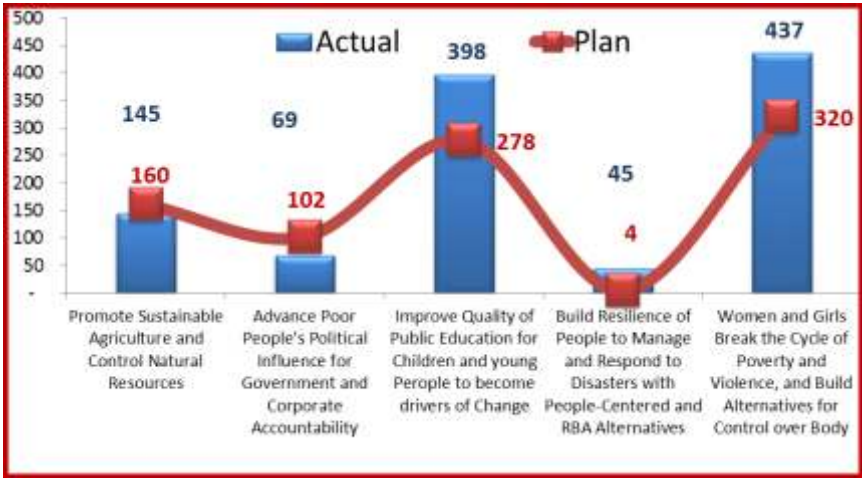 500
450
400
350
300
250
200
150
100
50
-
Actual
Plan
145
69
398
45
437
160
102
278
4
320
Promote Sustainable
Agriculture and
Control Natural
Resources
Advance Poor
People's Political
Influence for
Government and
Corporate
Accountability
Improve Quality of
Public Education for
Children and young
Perople to become
drivers of Change
Build Resilience of
People to Manage
and Respond to
Disasters with
People-Centered and
RBA Alternatives
Women and Girls
Break the Cycle of
Poverty and
Violence, and Build
Alternatives for
Control over Body